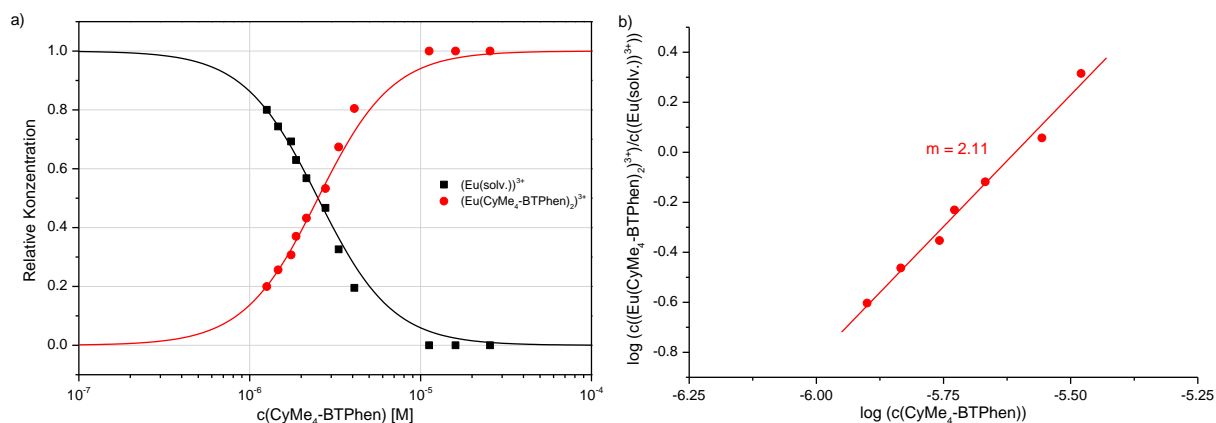 a)
Relative Konzentration
1.0
0.8
0.6
0.4
0.2
0.0
(Eu(solv.))³⁺
(Eu(CyMe₄-BTPhen)₂)³⁺
10⁻⁷
10⁻⁶
10⁻⁵
10⁻⁴
c(CyMe₄-BTPhen) [M]
b)
log (c((Eu(CyMe₄-BTPhen)₂)³⁺)/c((Eu(solv.))³⁺))
0.4
0.2
0.0
-0.2
-0.4
-0.6
-0.8
m = 2.11
-6.25
-6.00
-5.75
-5.50
-5.25
log (c(CyMe₄-BTPhen))